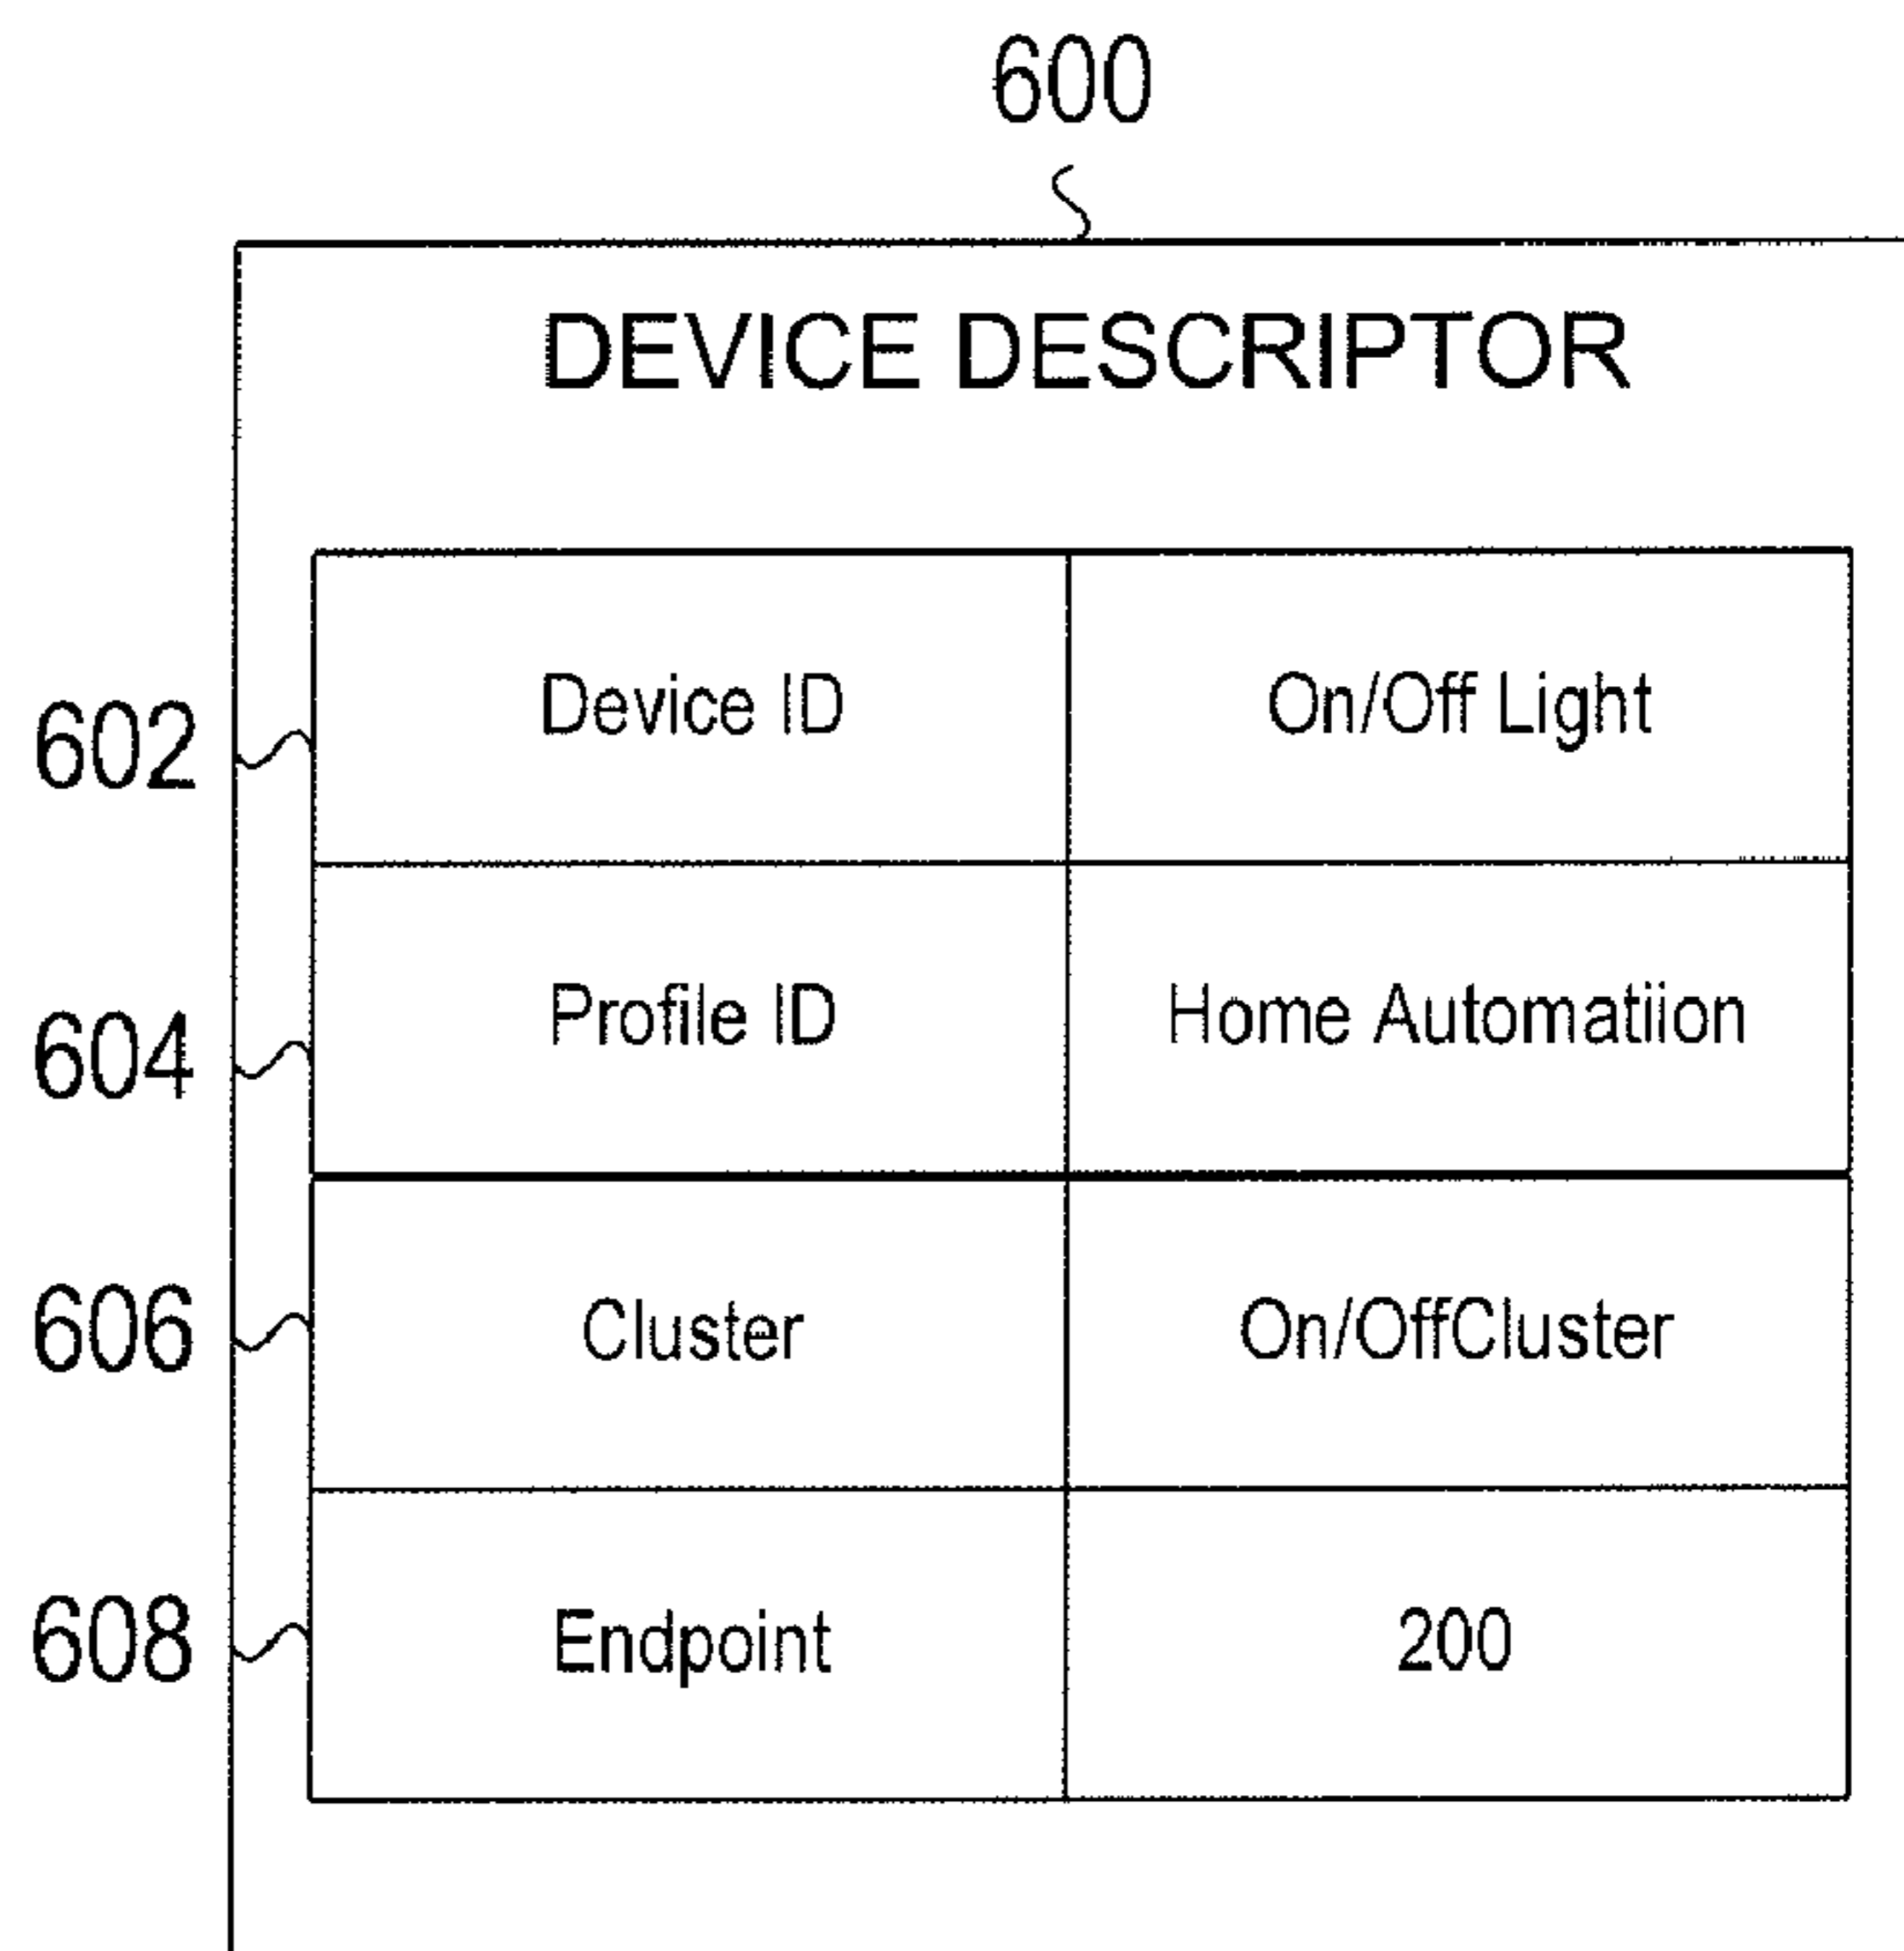 600
DEVICE DESCRIPTOR
602 Device ID On/Off Light
604 Profile ID Home Automatiion
606 Cluster On/OffCluster
608 Endpoint 200